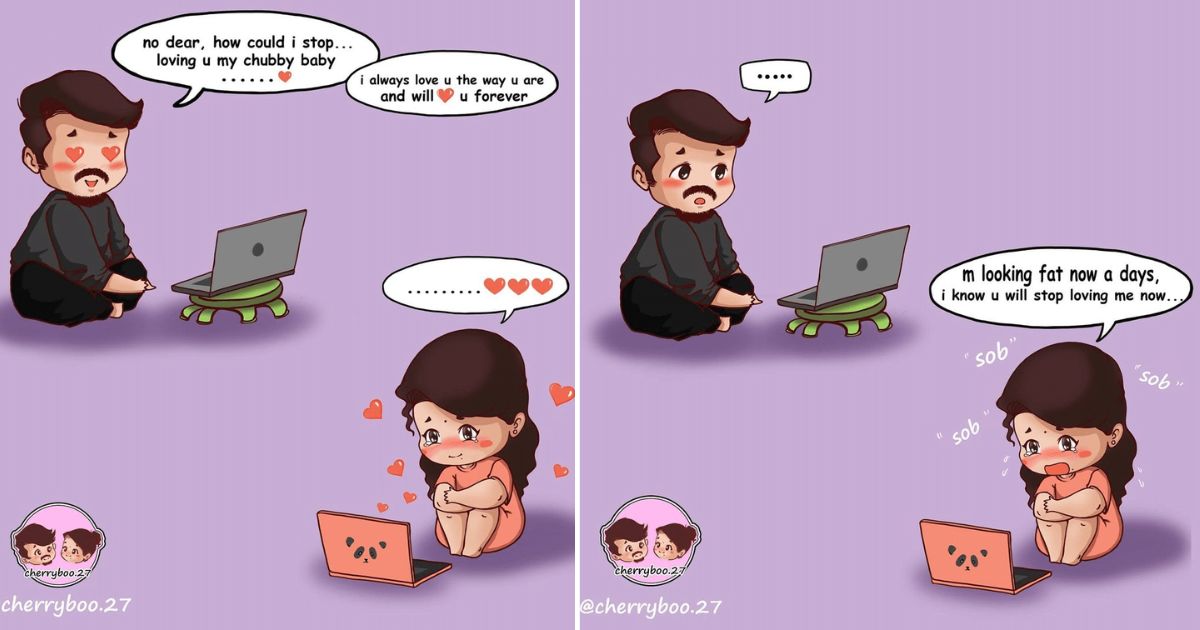 no dear, how could i stop...
loving u my chubby baby
......❤
i always love u the way u are
and will ❤ u forever
.........❤❤❤
cherryboo.27
cherryboo.27
.....
m looking fat now a days,
i know u will stop loving me now...
"sob"
"sob"
"sob"
cherryboo.27
@cherryboo.27